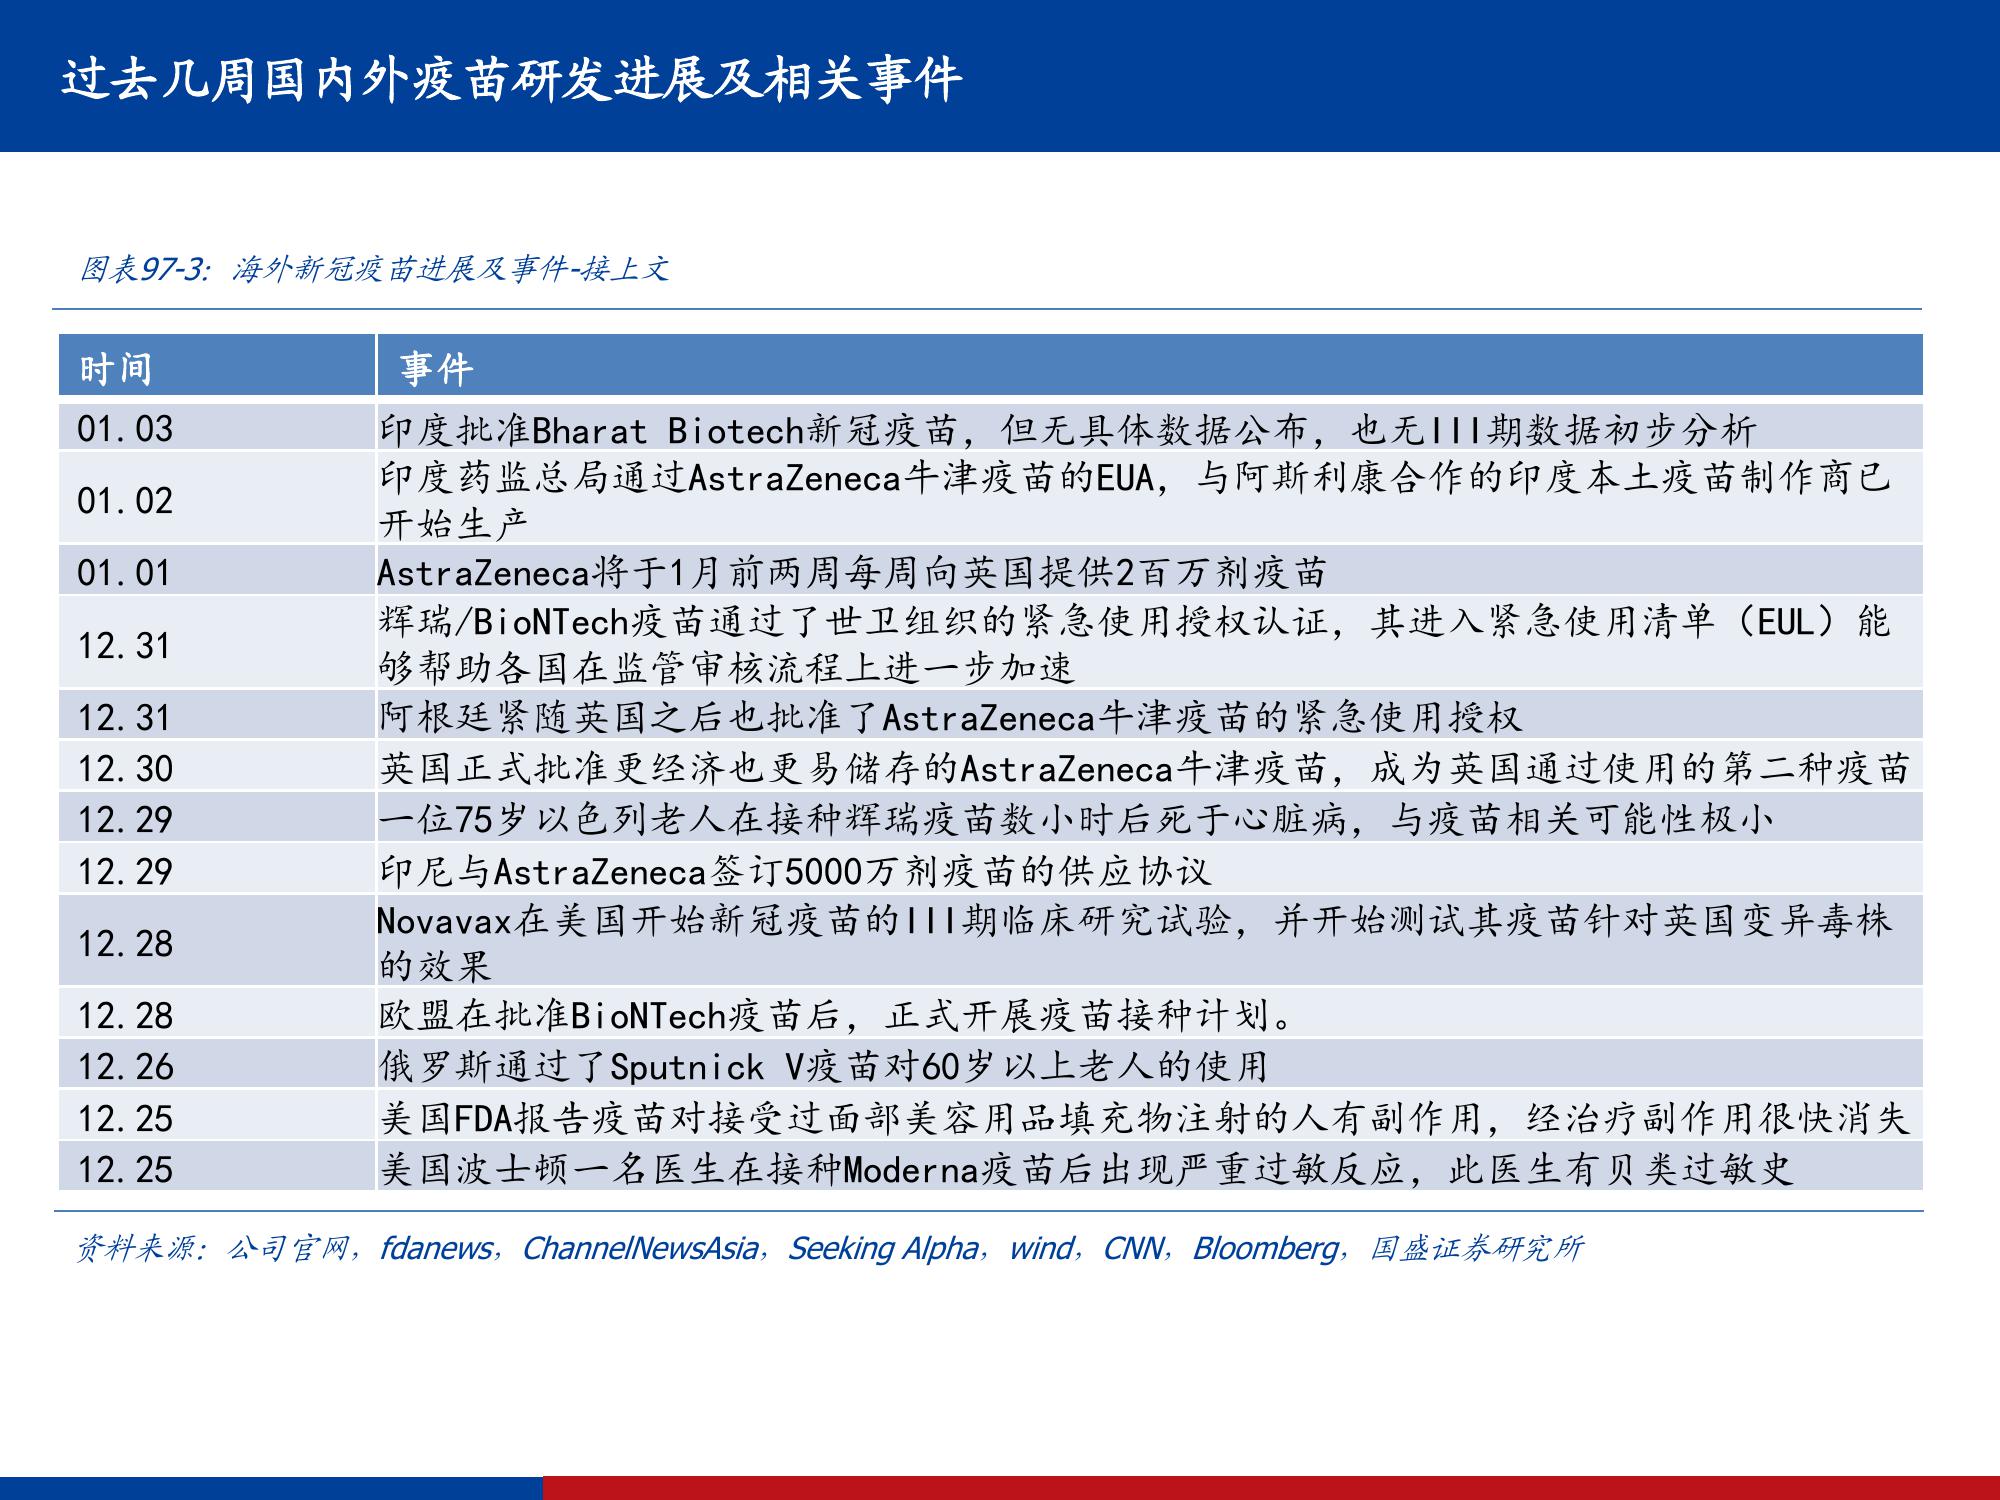 过去几周国内外疫苗研发进展及相关事件
图表97-3：海外新冠疫苗进展及事件-接上文
时间 事件
01.03 印度批准Bharat Biotech新冠疫苗，但无具体数据公布，也无III期数据初步分析
01.02 印度药监总局通过AstraZeneca牛津疫苗的EUA，与阿斯利康合作的印度本土疫苗制作商已
开始生产
01.01 AstraZeneca将于1月前两周每周向英国提供2百万剂疫苗
12.31 辉瑞/BioNTech疫苗通过了世卫组织的紧急使用授权认证，其进入紧急使用清单（EUL）能
够帮助各国在监管审核流程上进一步加速
12.31 阿根廷紧随英国之后也批准了AstraZeneca牛津疫苗的紧急使用授权
12.30 英国正式批准更经济也更易储存的AstraZeneca牛津疫苗，成为英国通过使用的第二种疫苗
12.29 一位75岁以色列老人在接种辉瑞疫苗数小时后死于心脏病，与疫苗相关可能性极小
12.29 印尼与AstraZeneca签订5000万剂疫苗的供应协议
12.28 Novavax在美国开始新冠疫苗的III期临床研究试验，并开始测试其疫苗针对英国变异毒株
的效果
12.28 欧盟在批准BioNTech疫苗后，正式开展疫苗接种计划。
12.26 俄罗斯通过了Sputnick V疫苗对60岁以上老人的使用
12.25 美国FDA报告疫苗对接受过面部美容用品填充物注射的人有副作用，经治疗副作用很快消失
12.25 美国波士顿一名医生在接种Moderna疫苗后出现严重过敏反应，此医生有贝类过敏史
资料来源：公司官网，fdanews，ChannelNewsAsia，Seeking Alpha，wind，CNN，Bloomberg，国盛证券研究所